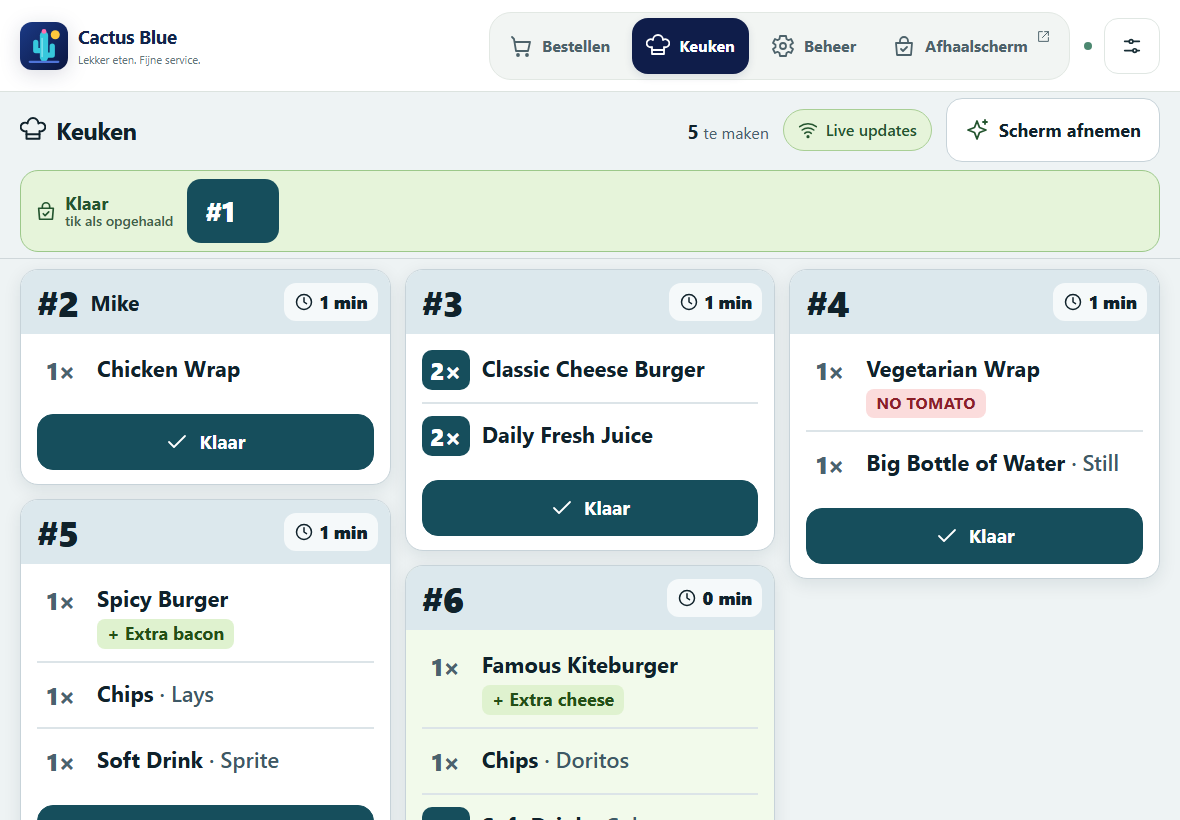 Cactus Blue
Lekker eten. Fijne service.
Bestellen
Keuken
Beheer
Afhaalscherm
Keuken
5 te maken
Live updates
Scherm afnemen
Klaar
tik als opgehaald
#1
#2 Mike
1 min
1× Chicken Wrap
Klaar
#3
1 min
2× Classic Cheese Burger
2× Daily Fresh Juice
Klaar
#4
1 min
1× Vegetarian Wrap
NO TOMATO
1× Big Bottle of Water · Still
Klaar
#5
1 min
1× Spicy Burger
+ Extra bacon
1× Chips · Lays
1× Soft Drink · Sprite
#6
0 min
1× Famous Kiteburger
+ Extra cheese
1× Chips · Doritos